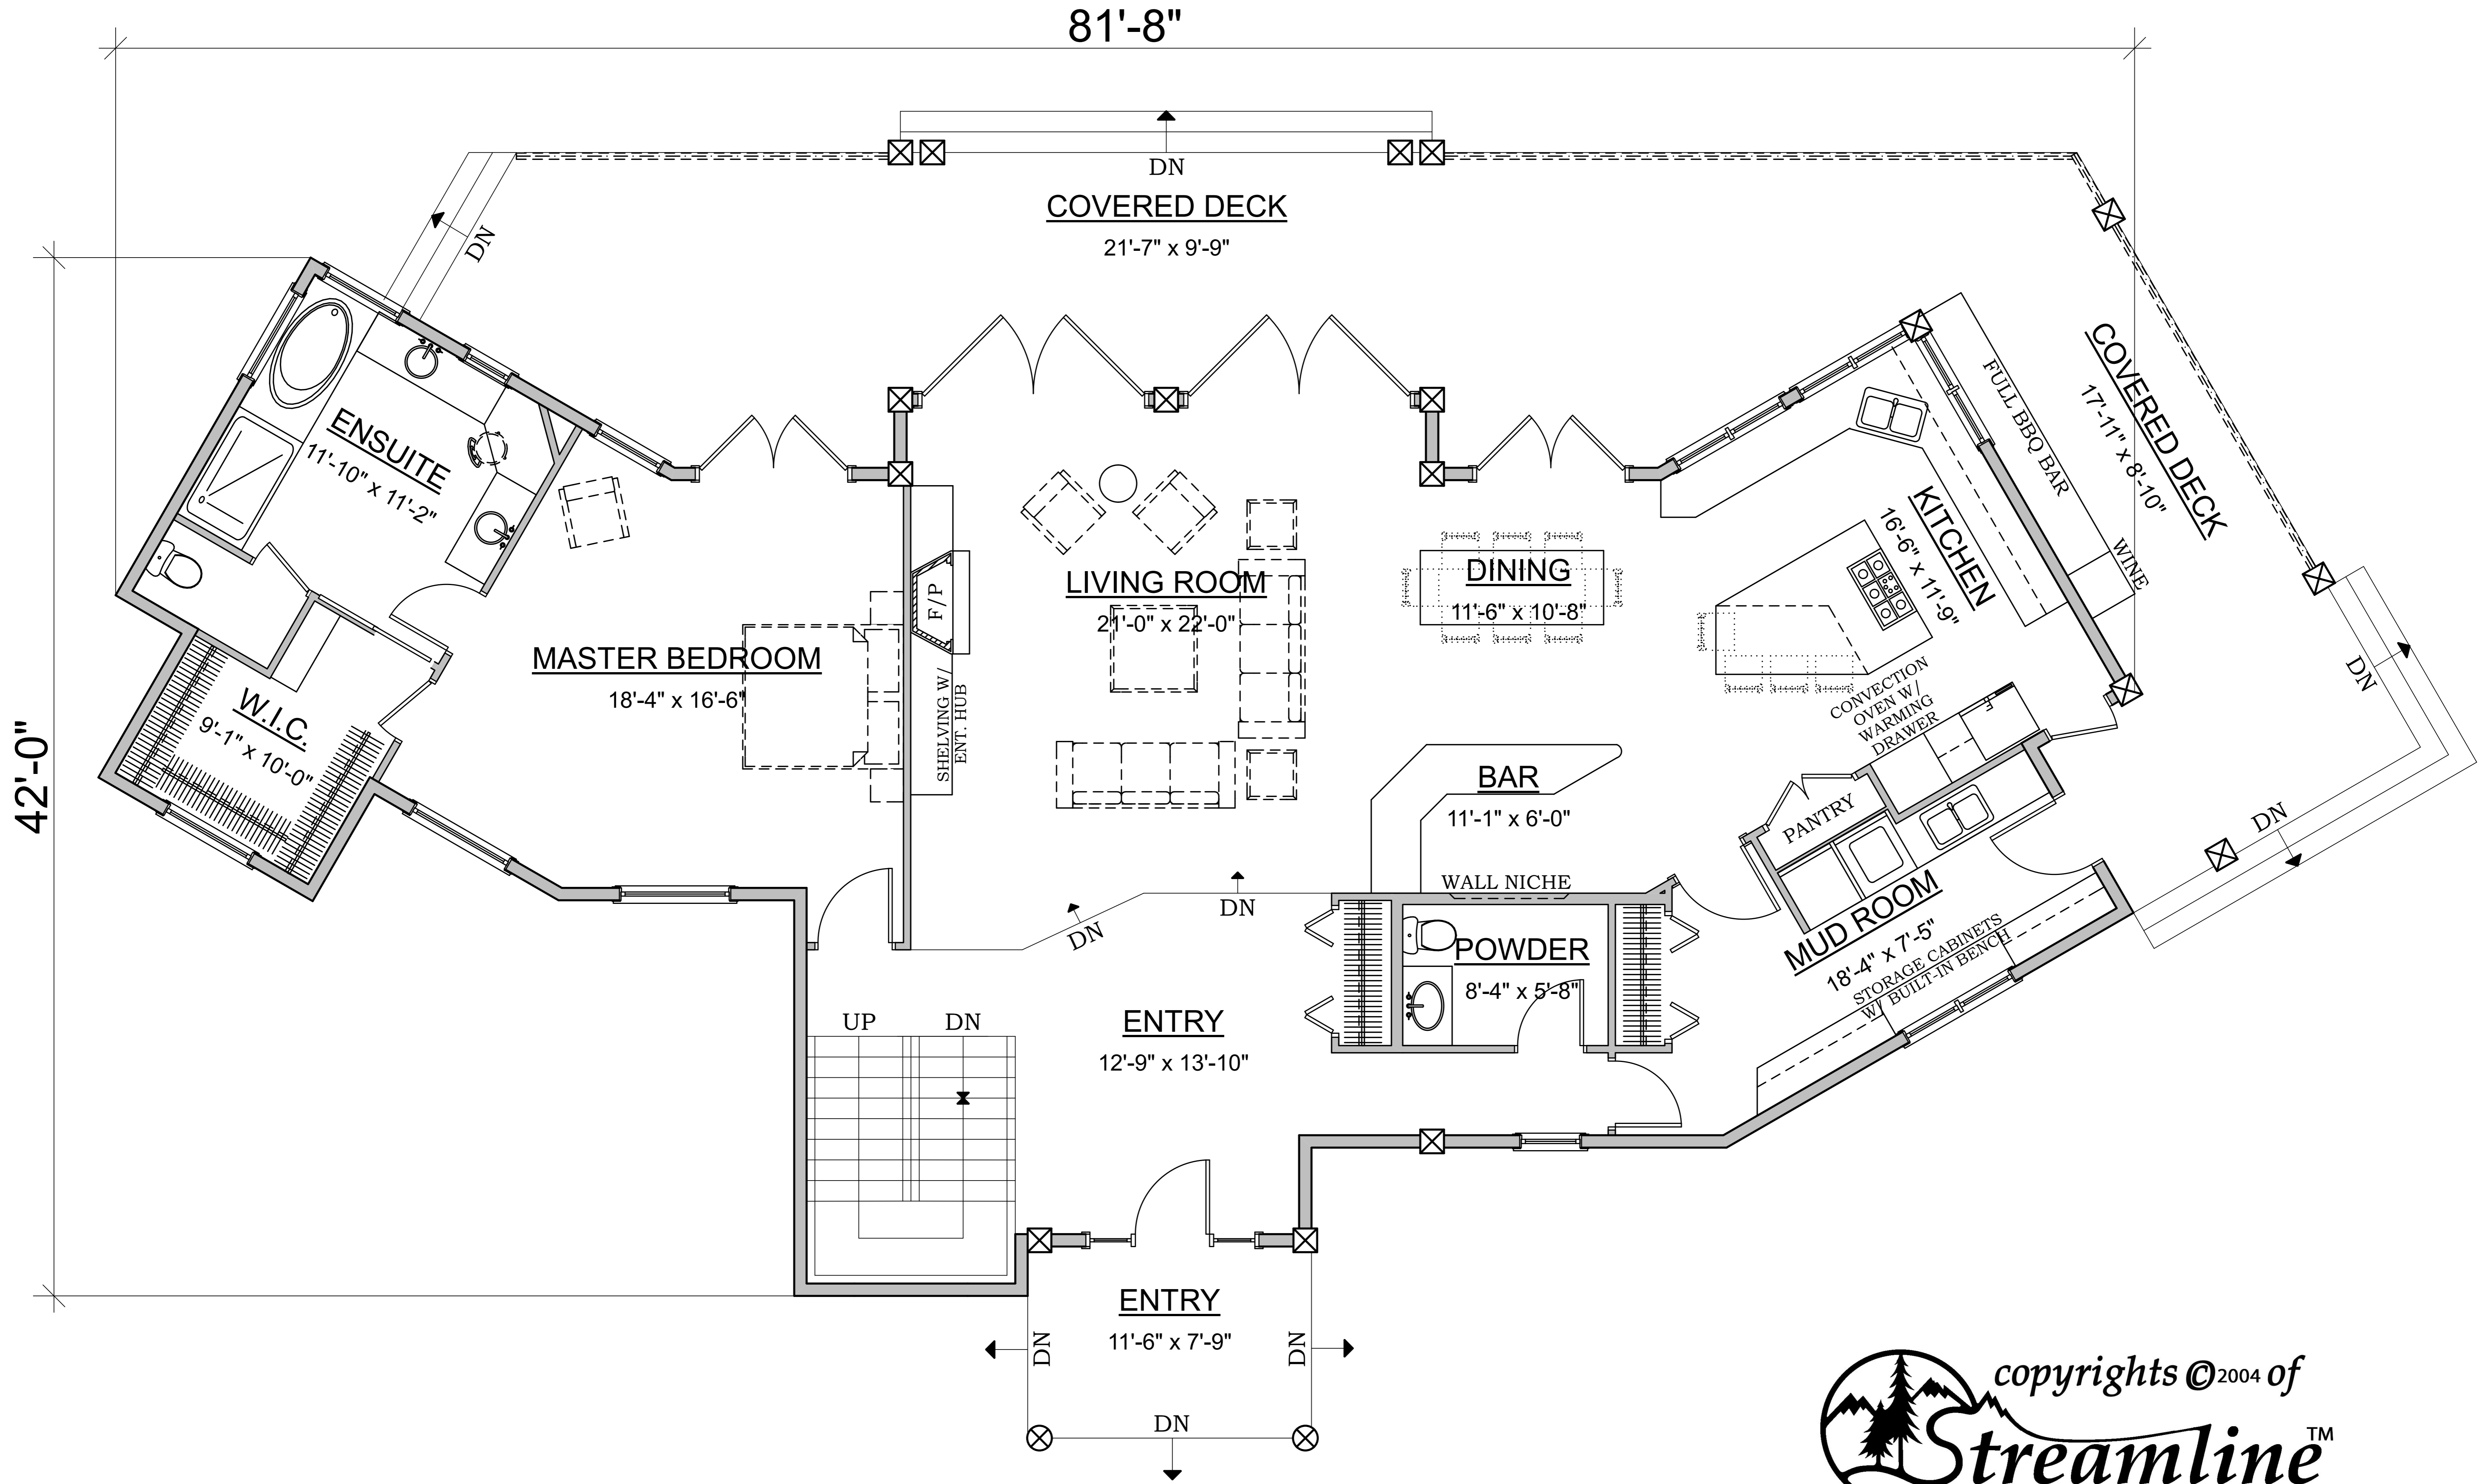 81'-8"
DN
COVERED DECK
21'-7" x 9'-9"
DN
42'-0"
ENSUITE
11'-10" x 11'-2"
W.I.C.
9'-1" x 10'-0"
MASTER BEDROOM
18'-4" x 16'-6"
F/P
SHELVING W/
ENT. HUB
LIVING ROOM
21'-0" x 22'-0"
DINING
11'-6" x 10'-8"
KITCHEN
16'-6" x 11'-9"
FULL BBQ BAR
WINE
COVERED DECK
17'-11" x 8'-10"
DN
DN
CONVECTION
OVEN W/
WARMING
DRAWER
PANTRY
BAR
11'-1" x 6'-0"
WALL NICHE
DN
DN
POWDER
8'-4" x 5'-8"
MUD ROOM
18'-4" x 7'-5"
STORAGE CABINETS
W/ BUILT-IN BENCH
UP
DN
ENTRY
12'-9" x 13'-10"
ENTRY
11'-6" x 7'-9"
DN
DN
DN
copyrights ©2004 of
Streamline™